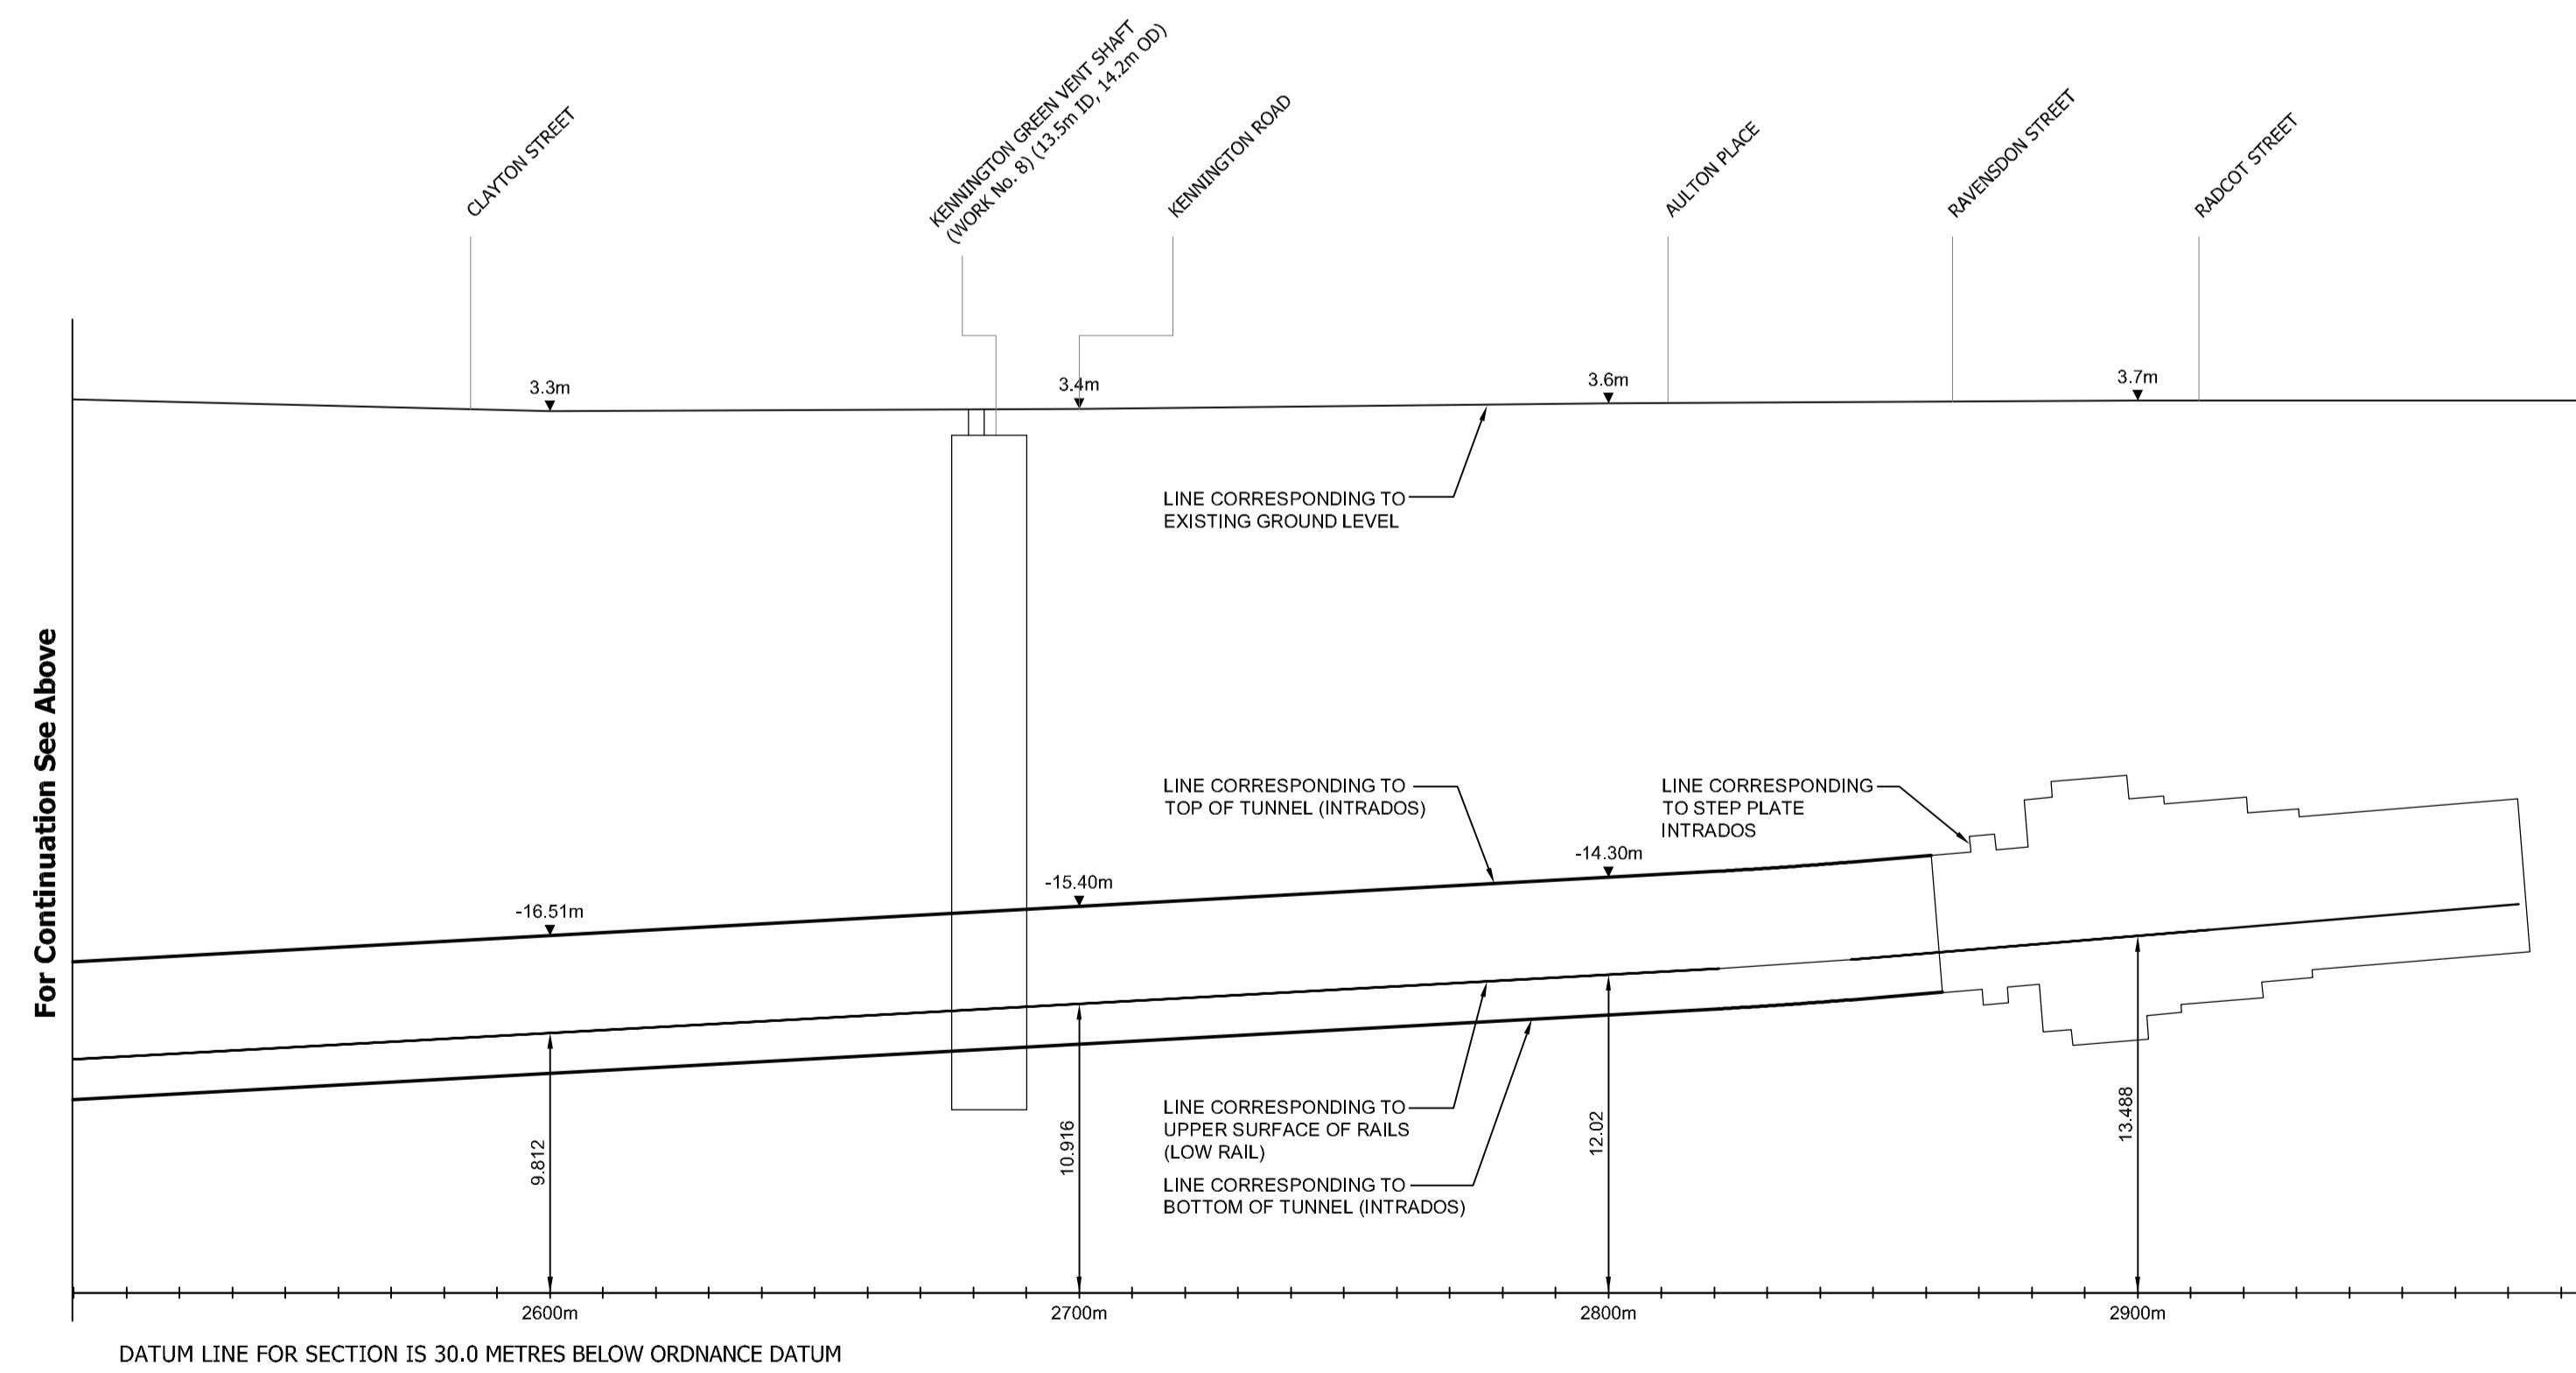 CLAYTON STREET
KENNINGTON GREEN VENT SHAFT
(WORK No. 8) (13.5m ID, 14.2m OD)
KENNINGTON ROAD
AULTON PLACE
RAVENSDON STREET
RADCOT STREET
3.3m
3.4m
3.6m
3.7m
LINE CORRESPONDING TO
EXISTING GROUND LEVEL
For Continuation See Above
LINE CORRESPONDING TO
TOP OF TUNNEL (INTRADOS)
LINE CORRESPONDING
TO STEP PLATE
INTRADOS
-16.51m
-15.40m
-14.30m
LINE CORRESPONDING TO
UPPER SURFACE OF RAILS
(LOW RAIL)
LINE CORRESPONDING TO
BOTTOM OF TUNNEL (INTRADOS)
9.812
10.916
12.02
13.488
2600m
2700m
2800m
2900m
DATUM LINE FOR SECTION IS 30.0 METRES BELOW ORDNANCE DATUM